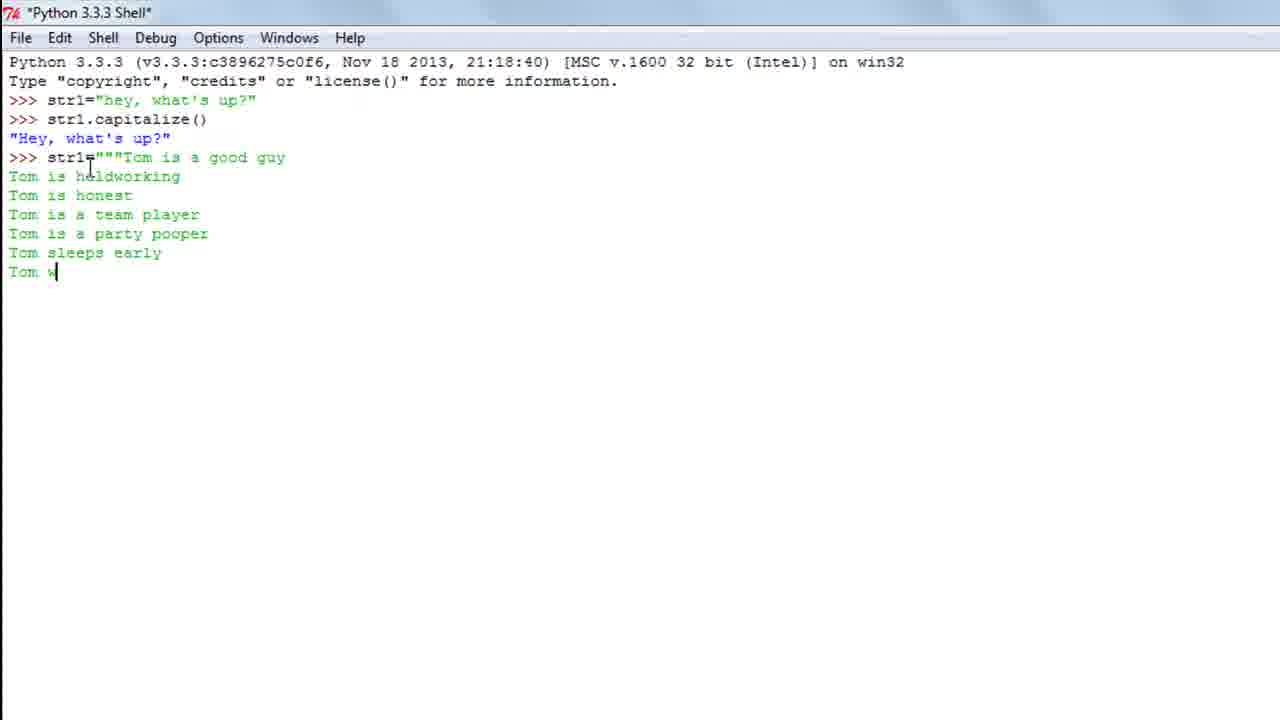 *Python 3.3.3 Shell*
File Edit Shell Debug Options Windows Help
Python 3.3.3 (v3.3.3:c3896275c0f6, Nov 18 2013, 21:18:40) [MSC v.1600 32 bit (Intel)] on win32
Type "copyright", "credits" or "license()" for more information.
>>> str1="hey, what's up?"
>>> str1.capitalize()
"Hey, what's up?"
>>> str1="""Tom is a good guy
Tom is haldworking
Tom is honest
Tom is a team player
Tom is a party pooper
Tom sleeps early
Tom w